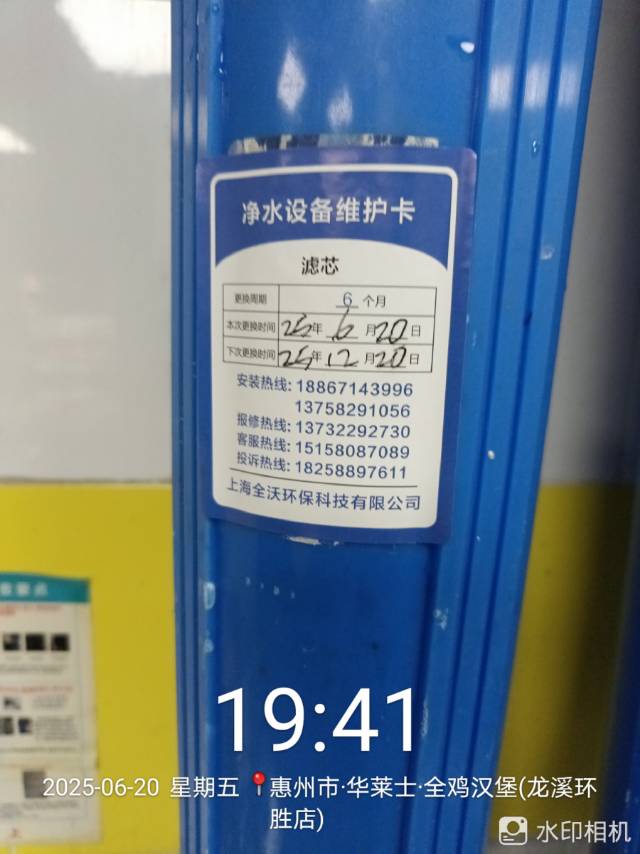 净水设备维护卡
滤芯
更换周期 6 个月
本次更换时间 25年 6 月 20 日
下次更换时间 25年 12 月 20 日
安装热线: 18867143996
13758291056
报修热线: 13732292730
客服热线: 15158087089
投诉热线: 18258897611
上海全沃环保科技有限公司
19:41
2025-06-20 星期五 惠州市·华莱士·全鸡汉堡(龙溪环
胜店)
水印相机